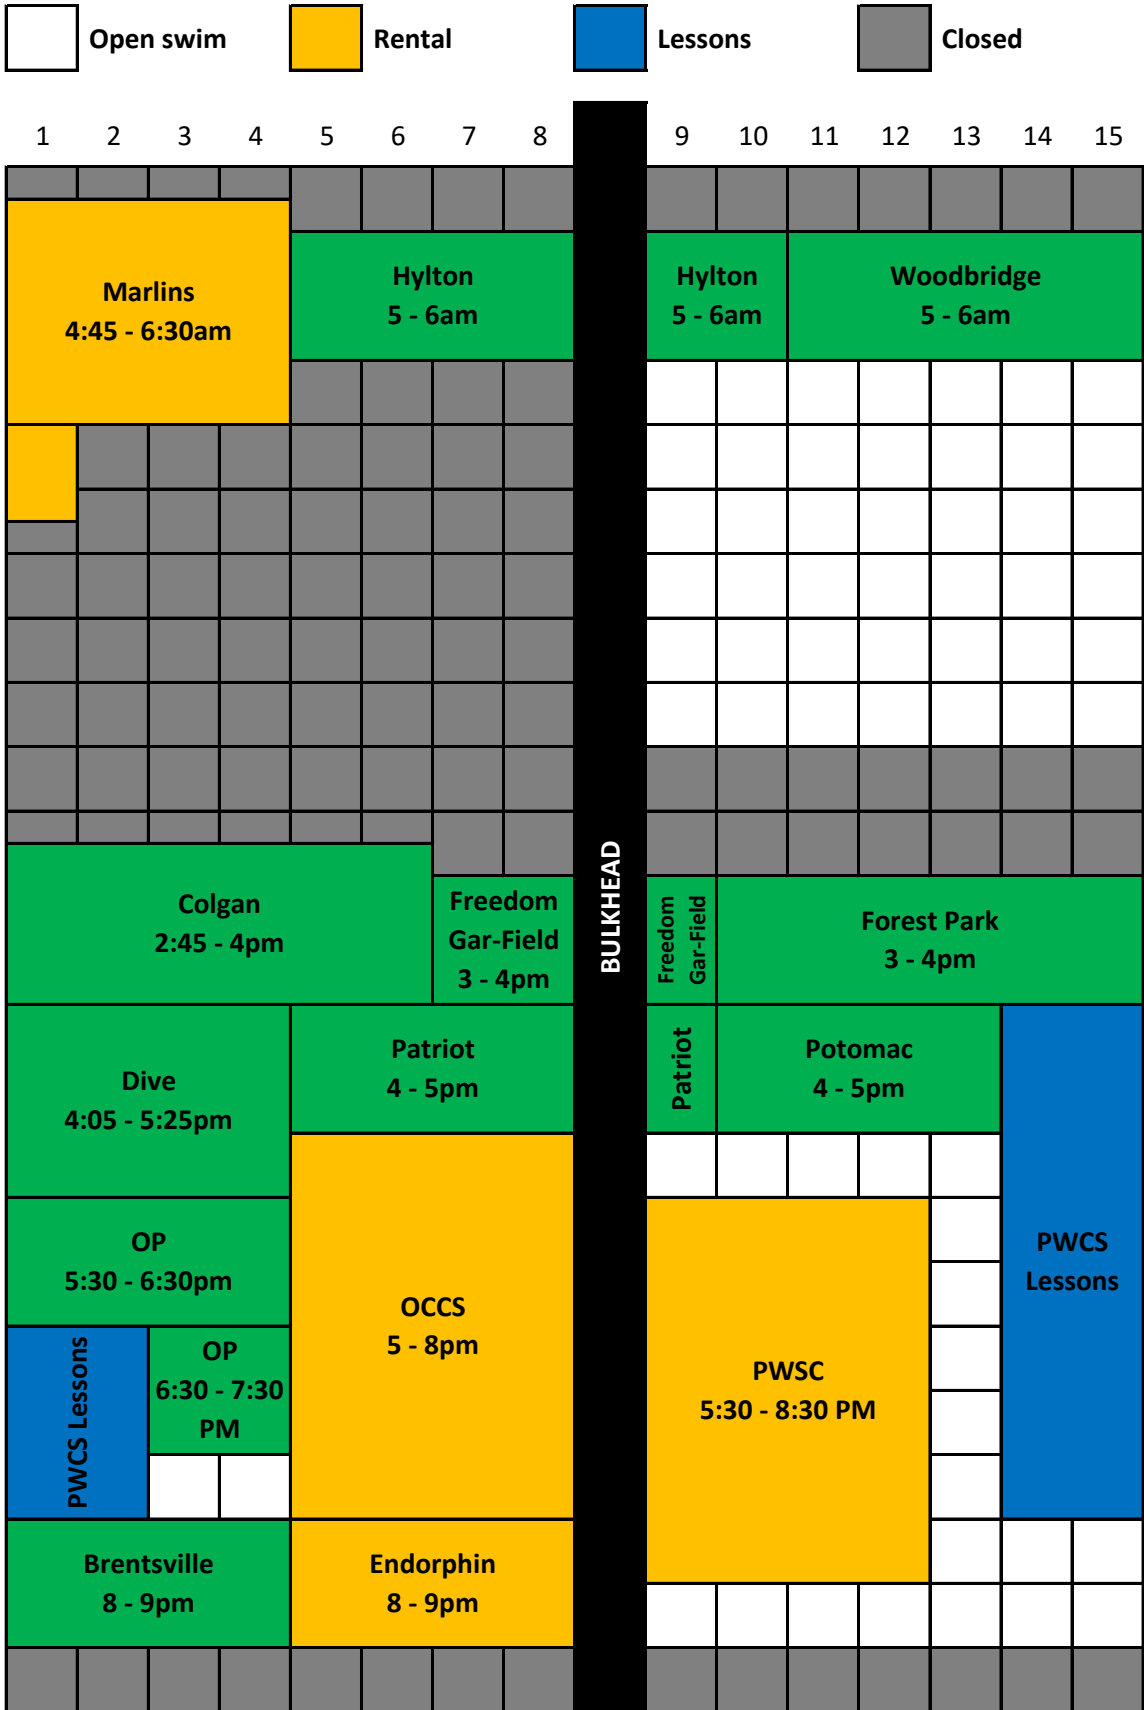 Open swim Rental Lessons Closed
1 2 3 4 5 6 7 8 9 10 11 12 13 14 15
Marlins
4:45 - 6:30am
Hylton
5 - 6am
Hylton
5 - 6am
Woodbridge
5 - 6am
BULKHEAD
Colgan
2:45 - 4pm
Freedom
Gar-Field
3 - 4pm
Freedom
Gar-Field
Forest Park
3 - 4pm
Dive
4:05 - 5:25pm
Patriot
4 - 5pm
Patriot
Potomac
4 - 5pm
OP
5:30 - 6:30pm
OCCS
5 - 8pm
PWCS
Lessons
PWCS Lessons
OP
6:30 - 7:30
PM
PWSC
5:30 - 8:30 PM
Brentsville
8 - 9pm
Endorphin
8 - 9pm